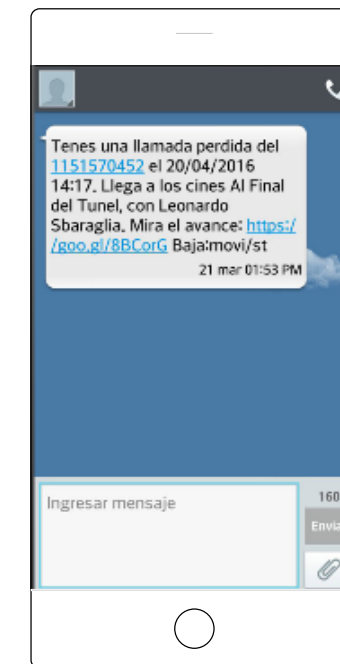 Tenes una llamada perdida del
1151570452 el 20/04/2016
14:17. Llega a los cines Al Final
del Tunel, con Leonardo
Sbaraglia. Mira el avance: https:/
/goo.gl/8BCorG Baja:movi/st
21 mar 01:53 PM
Ingresar mensaje
160
Envia